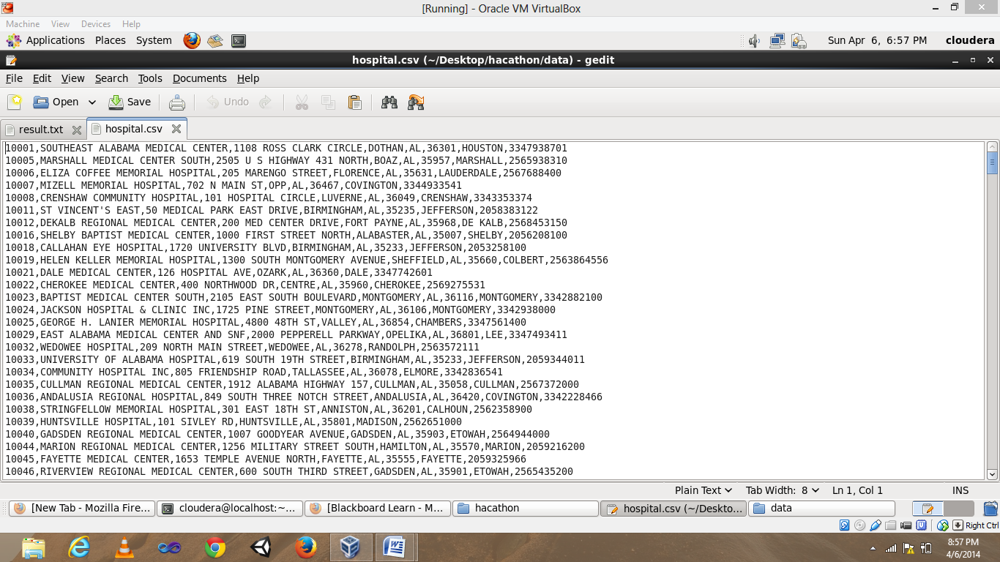 [Running] - Oracle VM VirtualBox
Machine View Devices Help
Applications Places System Sun Apr 6, 6:57 PM cloudera
hospital.csv (~/Desktop/hacathon/data) - gedit
File Edit View Search Tools Documents Help
Open Save Undo
result.txt hospital.csv
10001,SOUTHEAST ALABAMA MEDICAL CENTER,1108 ROSS CLARK CIRCLE,DOTHAN,AL,36301,HOUSTON,3347938701
10005,MARSHALL MEDICAL CENTER SOUTH,2505 U S HIGHWAY 431 NORTH,BOAZ,AL,35957,MARSHALL,2565938310
10006,ELIZA COFFEE MEMORIAL HOSPITAL,205 MARENGO STREET,FLORENCE,AL,35631,LAUDERDALE,2567688400
10007,MIZELL MEMORIAL HOSPITAL,702 N MAIN ST,OPP,AL,36467,COVINGTON,3344933541
10008,CRENSHAW COMMUNITY HOSPITAL,101 HOSPITAL CIRCLE,LUVERNE,AL,36049,CRENSHAW,3343353374
10011,ST VINCENT'S EAST,50 MEDICAL PARK EAST DRIVE,BIRMINGHAM,AL,35235,JEFFERSON,2058383122
10012,DEKALB REGIONAL MEDICAL CENTER,200 MED CENTER DRIVE,FORT PAYNE,AL,35968,DE KALB,2568453150
10016,SHELBY BAPTIST MEDICAL CENTER,1000 FIRST STREET NORTH,ALABASTER,AL,35007,SHELBY,2056208100
10018,CALLAHAN EYE HOSPITAL,1720 UNIVERSITY BLVD,BIRMINGHAM,AL,35233,JEFFERSON,2053258100
10019,HELEN KELLER MEMORIAL HOSPITAL,1300 SOUTH MONTGOMERY AVENUE,SHEFFIELD,AL,35660,COLBERT,2563864556
10021,DALE MEDICAL CENTER,126 HOSPITAL AVE,OZARK,AL,36360,DALE,3347742601
10022,CHEROKEE MEDICAL CENTER,400 NORTHWOOD DR,CENTRE,AL,35960,CHEROKEE,2569275531
10023,BAPTIST MEDICAL CENTER SOUTH,2105 EAST SOUTH BOULEVARD,MONTGOMERY,AL,36116,MONTGOMERY,3342882100
10024,JACKSON HOSPITAL & CLINIC INC,1725 PINE STREET,MONTGOMERY,AL,36106,MONTGOMERY,3342938000
10025,GEORGE H. LANIER MEMORIAL HOSPITAL,4800 48TH ST,VALLEY,AL,36854,CHAMBERS,3347561400
10029,EAST ALABAMA MEDICAL CENTER AND SNF,2000 PEPPERELL PARKWAY,OPELIKA,AL,36801,LEE,3347493411
10032,WEDOWEE HOSPITAL,209 NORTH MAIN STREET,WEDOWEE,AL,36278,RANDOLPH,2563572111
10033,UNIVERSITY OF ALABAMA HOSPITAL,619 SOUTH 19TH STREET,BIRMINGHAM,AL,35233,JEFFERSON,2059344011
10034,COMMUNITY HOSPITAL INC,805 FRIENDSHIP ROAD,TALLASSEE,AL,36078,ELMORE,3342836541
10035,CULLMAN REGIONAL MEDICAL CENTER,1912 ALABAMA HIGHWAY 157,CULLMAN,AL,35058,CULLMAN,2567372000
10036,ANDALUSIA REGIONAL HOSPITAL,849 SOUTH THREE NOTCH STREET,ANDALUSIA,AL,36420,COVINGTON,3342228466
10038,STRINGFELLOW MEMORIAL HOSPITAL,301 EAST 18TH ST,ANNISTON,AL,36201,CALHOUN,2562358900
10039,HUNTSVILLE HOSPITAL,101 SIVLEY RD,HUNTSVILLE,AL,35801,MADISON,2562651000
10040,GADSDEN REGIONAL MEDICAL CENTER,1007 GOODYEAR AVENUE,GADSDEN,AL,35903,ETOWAH,2564944000
10044,MARION REGIONAL MEDICAL CENTER,1256 MILITARY STREET SOUTH,HAMILTON,AL,35570,MARION,2059216200
10045,FAYETTE MEDICAL CENTER,1653 TEMPLE AVENUE NORTH,FAYETTE,AL,35555,FAYETTE,2059325966
10046,RIVERVIEW REGIONAL MEDICAL CENTER,600 SOUTH THIRD STREET,GADSDEN,AL,35901,ETOWAH,2565435200
Plain Text Tab Width: 8 Ln 1, Col 1 INS
[New Tab - Mozilla Fire... cloudera@localhost:~... [Blackboard Learn - M... hacathon hospital.csv (~/Deskto... data
Right Ctrl
8:57 PM
4/6/2014